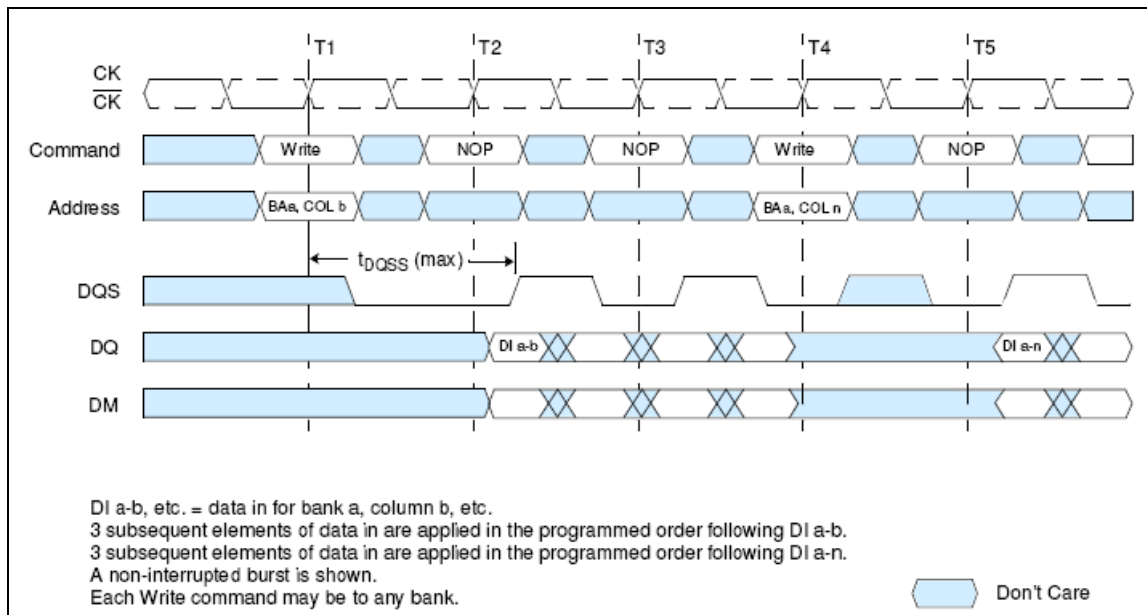 T1 T2 T3 T4 T5
CK
CK
Command Write NOP NOP Write NOP
Address BAa, COL b BAa, COL n
tDQSS (max)
DQS
DQ DI a-b DI a-n
DM
DI a-b, etc. = data in for bank a, column b, etc.
3 subsequent elements of data in are applied in the programmed order following DI a-b.
3 subsequent elements of data in are applied in the programmed order following DI a-n.
A non-interrupted burst is shown.
Each Write command may be to any bank.
Don't Care